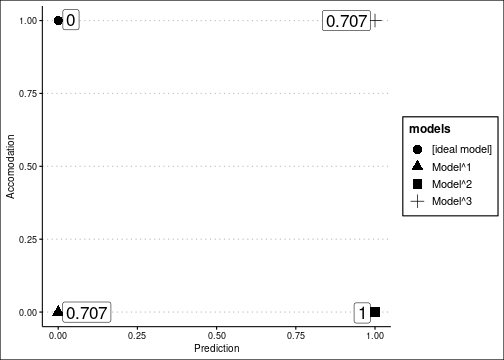 1.00
0.75
0.50
0.25
0.00
Accomodation
0
0.707
0.707
1
0.00
0.25
0.50
0.75
1.00
Prediction
models
[ideal model]
Model^1
Model^2
Model^3